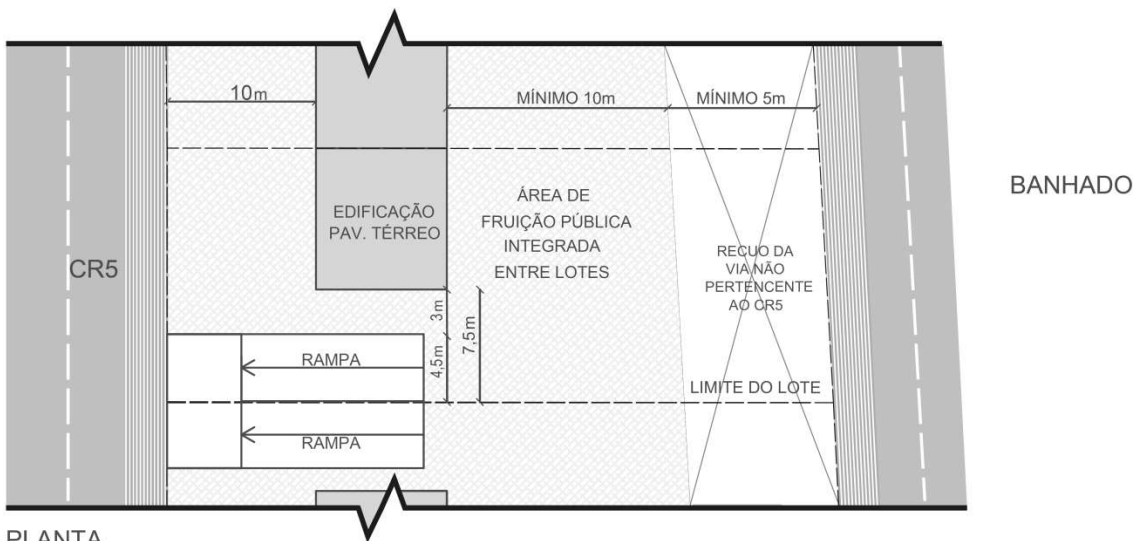 10m
MÍNIMO 10m
MÍNIMO 5m
BANHADO
EDIFICAÇÃO
PAV. TÉRREO
ÁREA DE
FRUIÇÃO PÚBLICA
INTEGRADA
ENTRE LOTES
CR5
RECUO DA
VIA NÃO
PERTENCENTE
AO CR5
3m
7,5m
4,5m
RAMPA
LIMITE DO LOTE
RAMPA
PLANTA